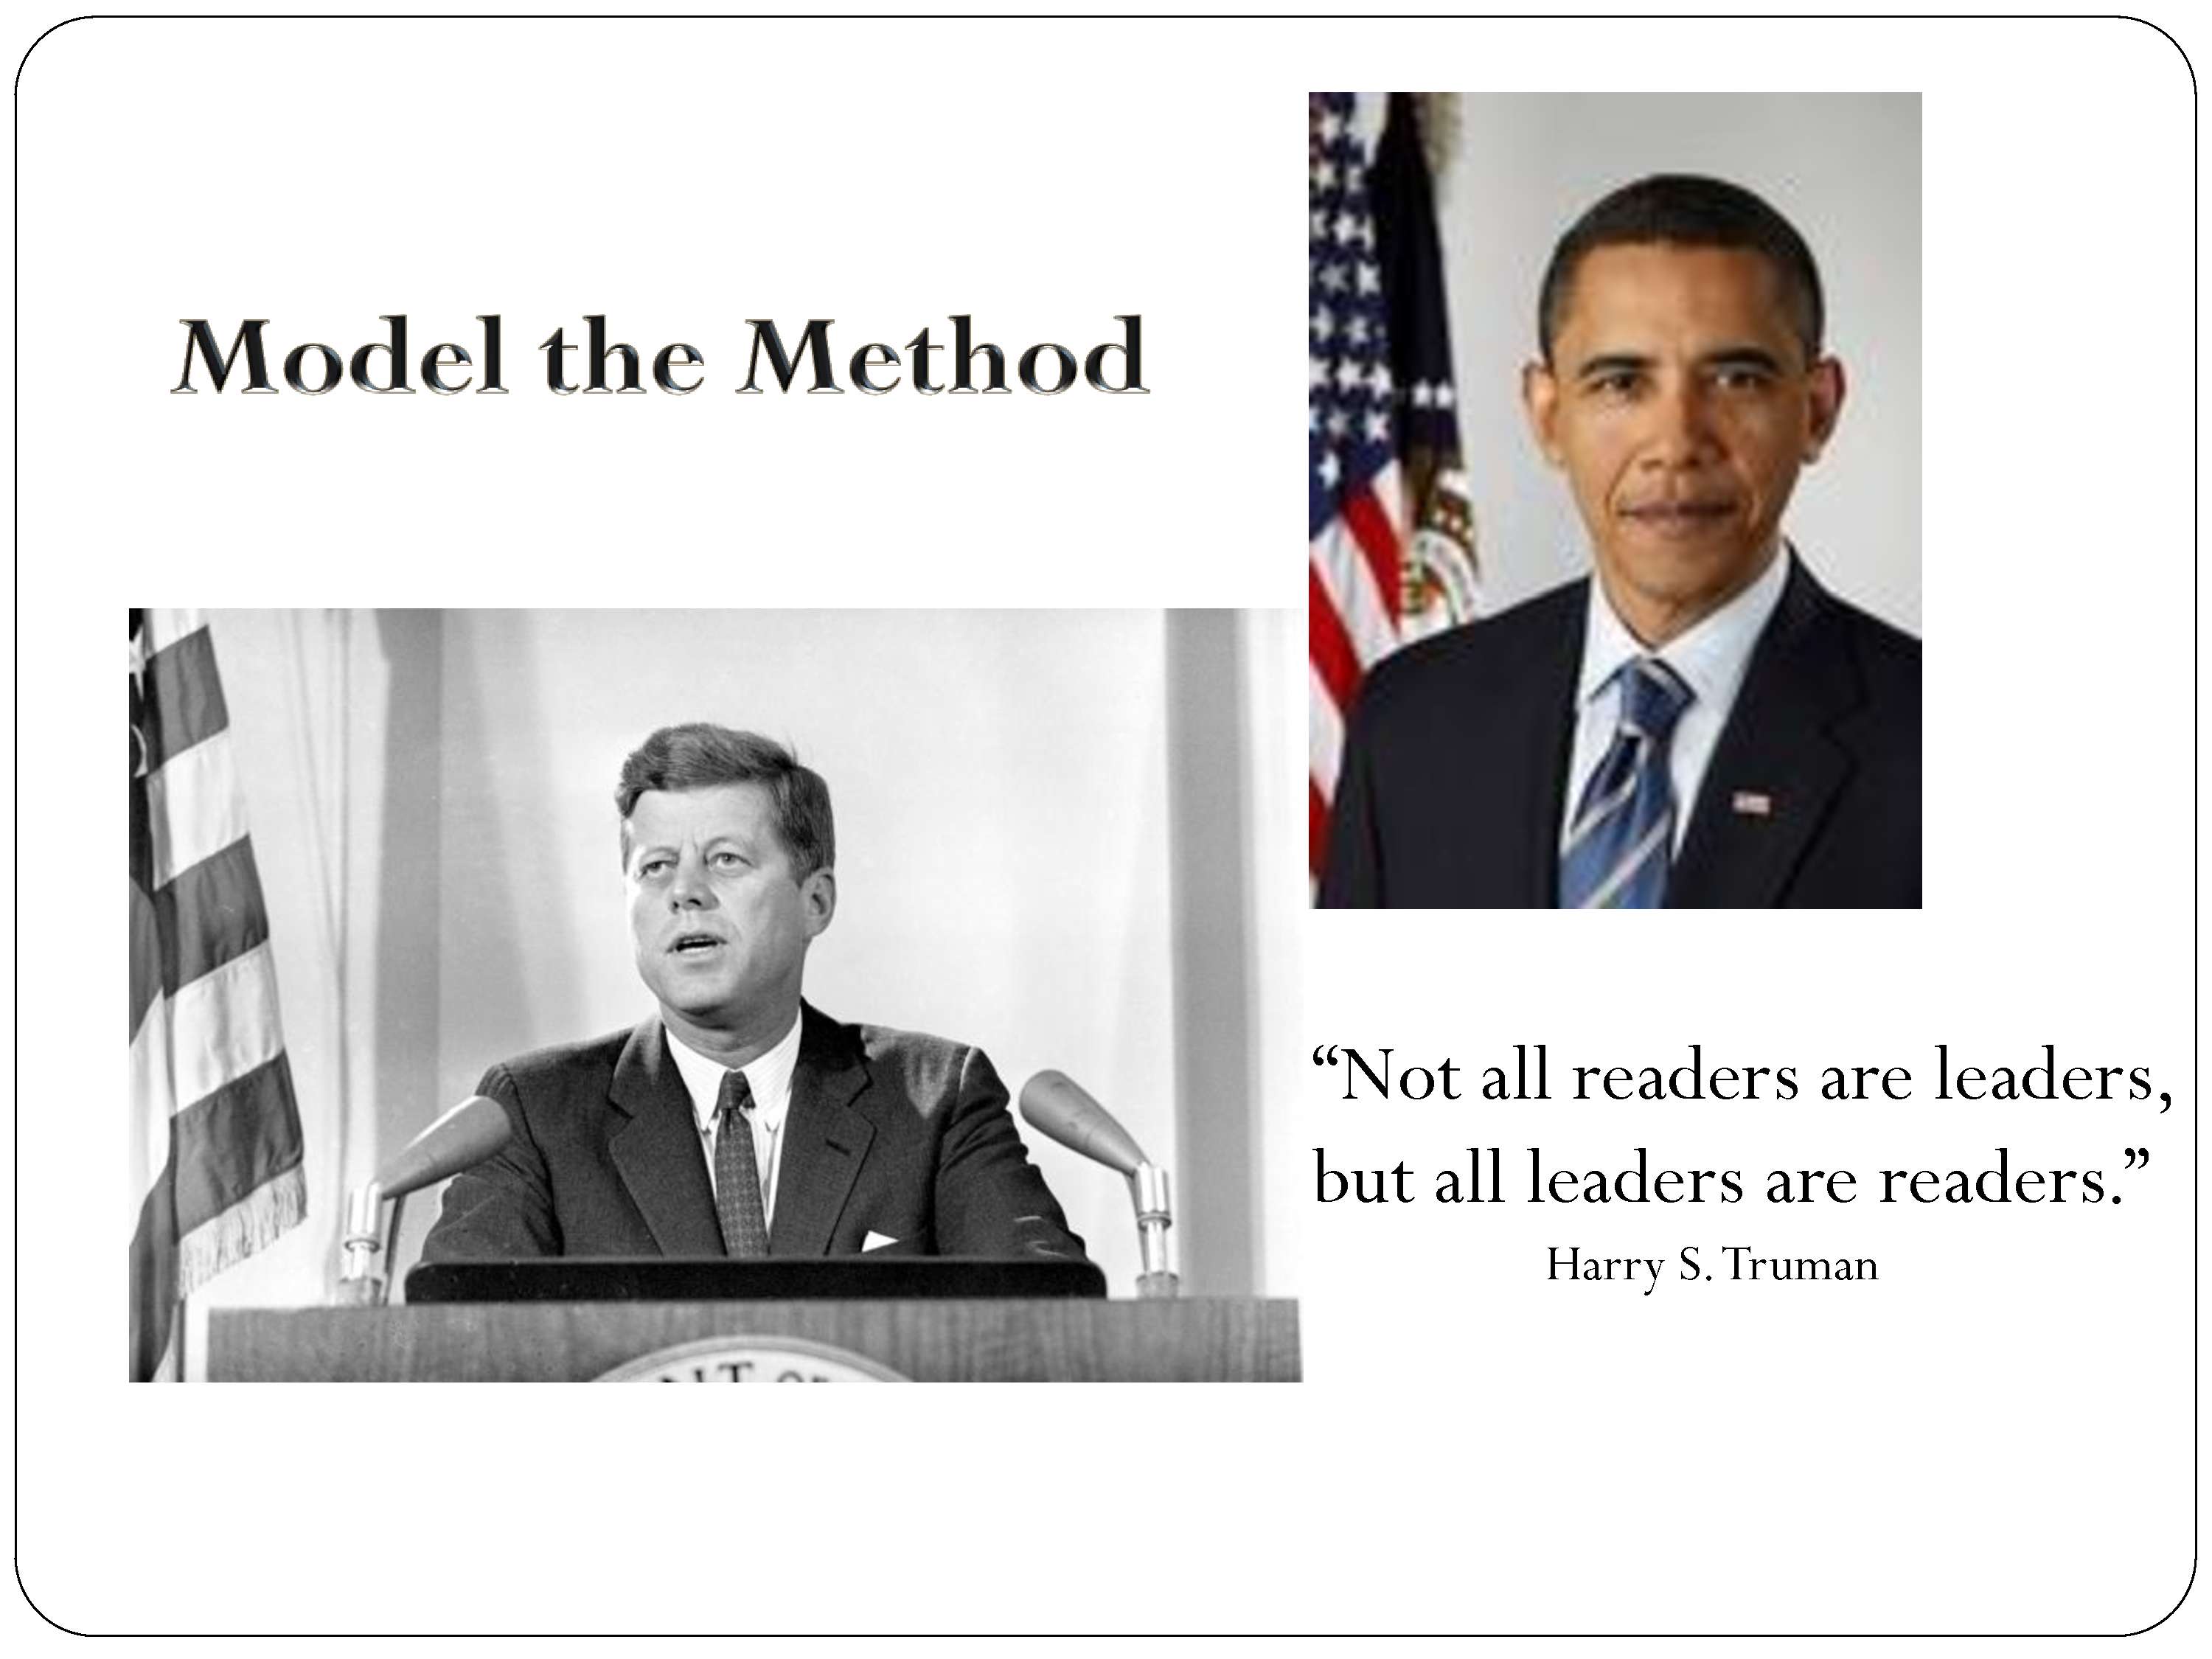 Model the Method
“Not all readers are leaders,
but all leaders are readers.”
Harry S. Truman